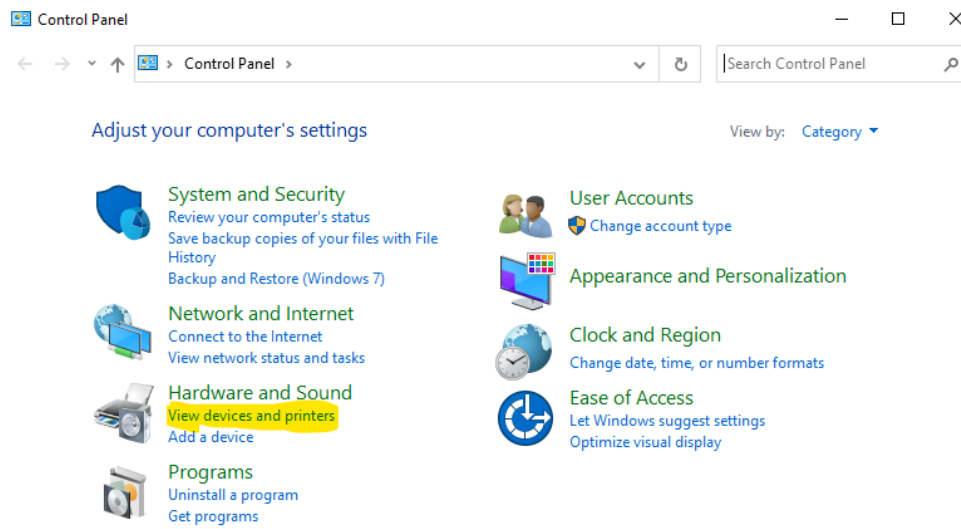 Control Panel
Control Panel
Search Control Panel
Adjust your computer's settings
View by: Category
System and Security
Review your computer's status
Save backup copies of your files with File
History
Backup and Restore (Windows 7)
Network and Internet
Connect to the Internet
View network status and tasks
Hardware and Sound
View devices and printers
Add a device
Programs
Uninstall a program
Get programs
User Accounts
Change account type
Appearance and Personalization
Clock and Region
Change date, time, or number formats
Ease of Access
Let Windows suggest settings
Optimize visual display